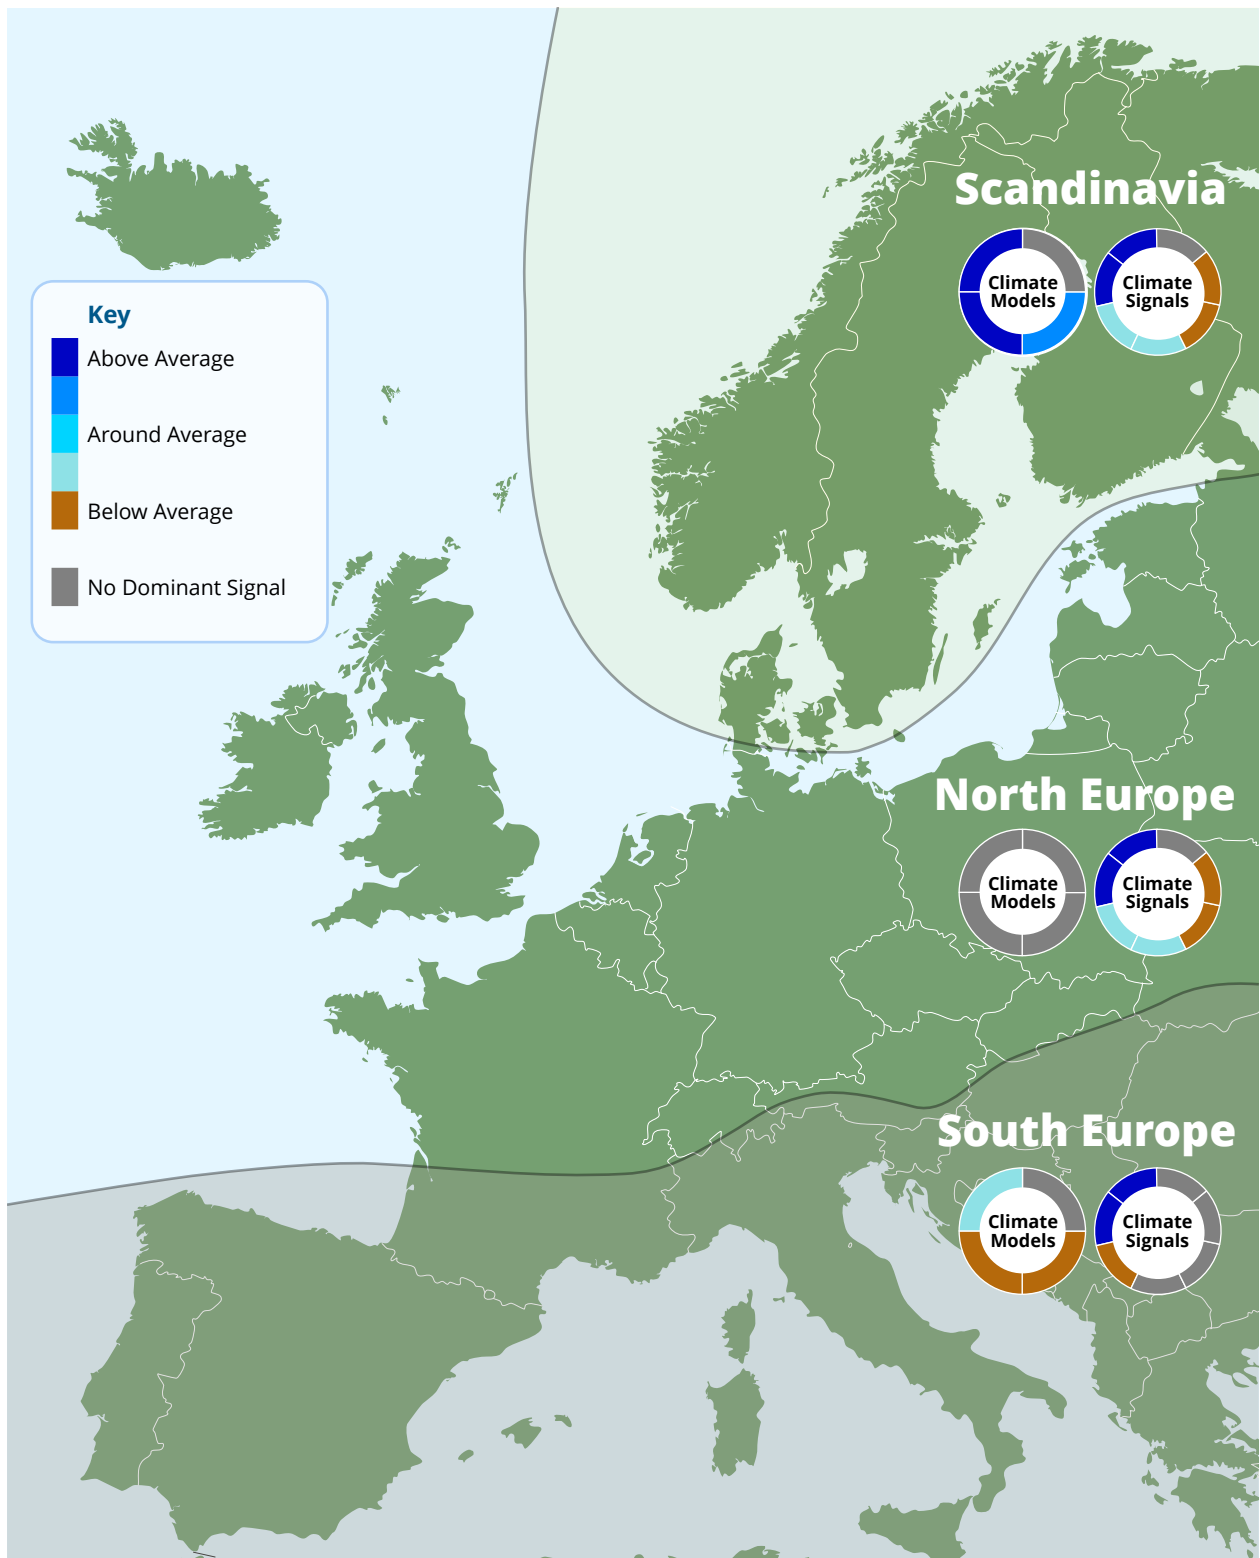 Scandinavia
Climate
Models
Climate
Signals
Key
Above Average
Around Average
Below Average
No Dominant Signal
North Europe
Climate
Models
Climate
Signals
South Europe
Climate
Models
Climate
Signals